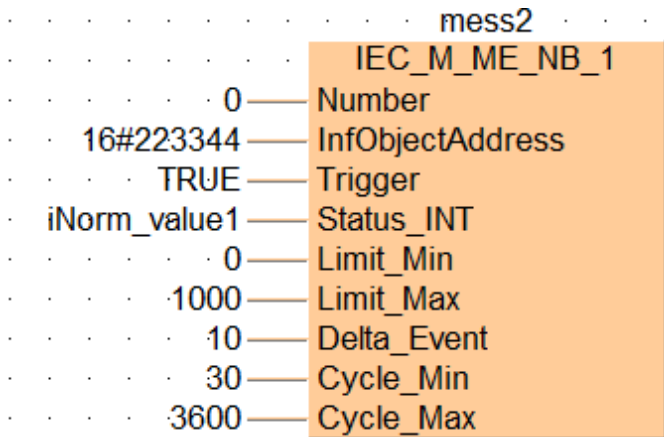 mess2
IEC_M_ME_NB_1
0 Number
16#223344 InfObjectAddress
TRUE Trigger
iNorm_value1 Status_INT
0 Limit_Min
1000 Limit_Max
10 Delta_Event
30 Cycle_Min
3600 Cycle_Max